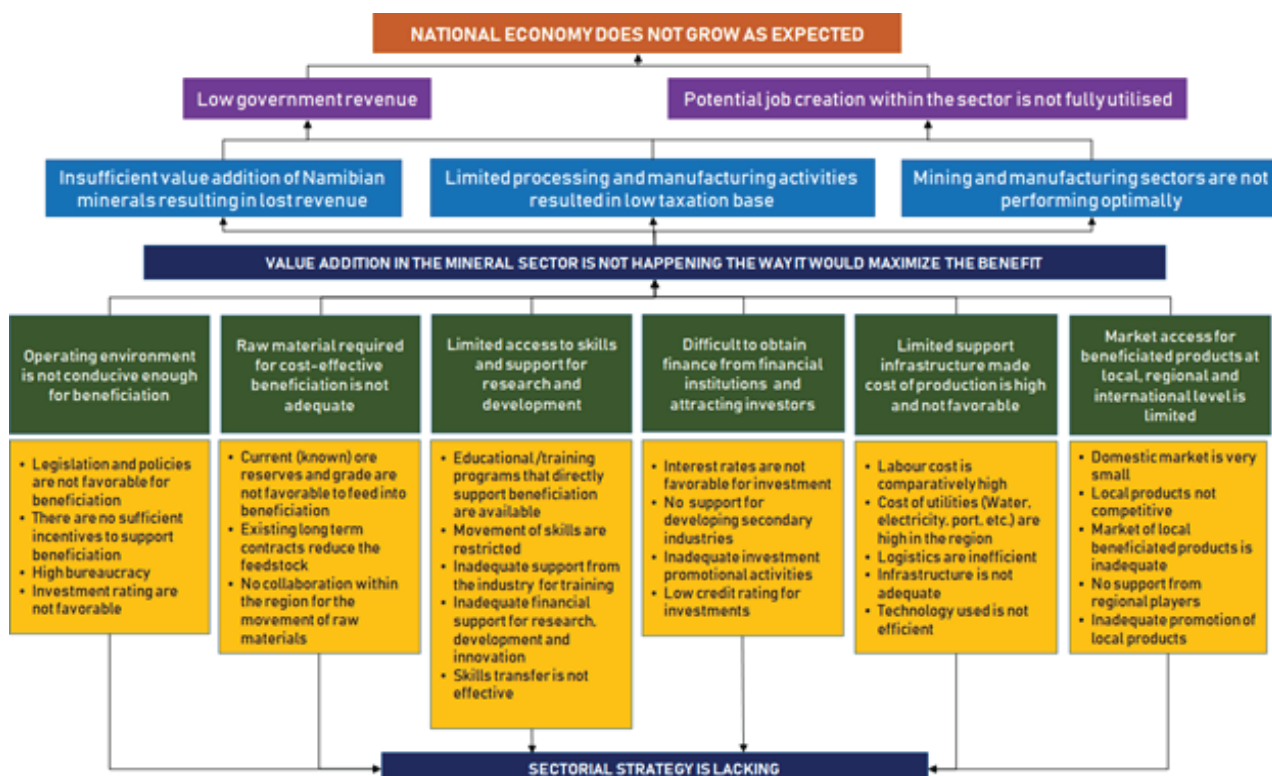 NATIONAL ECONOMY DOES NOT GROW AS EXPECTED
Low government revenue
Potential job creation within the sector is not fully utilised
Insufficient value addition of Namibian
minerals resulting in lost revenue
Limited processing and manufacturing activities
resulted in low taxation base
Mining and manufacturing sectors are not
performing optimally
VALUE ADDITION IN THE MINERAL SECTOR IS NOT HAPPENING THE WAY IT WOULD MAXIMIZE THE BENEFIT
Operating environment
is not conducive enough
for beneficiation
Raw material required
for cost-effective
beneficiation is not
adequate
Limited access to skills
and support for
research and
development
Difficult to obtain
finance from financial
institutions and
attracting investors
Limited support
infrastructure made
cost of production is high
and not favorable
Market access for
beneficiated products at
local, regional and
international level is
limited
• Legislation and policies
are not favorable for
beneficiation
• There are no sufficient
incentives to support
beneficiation
• High bureaucracy
• Investment rating are
not favorable
• Current (known) ore
reserves and grade are
not favorable to feed into
beneficiation
• Existing long term
contracts reduce the
feedstock
• No collaboration within
the region for the
movement of raw
materials
• Educational /training
programs that directly
support beneficiation
are available
• Movement of skills are
restricted
• Inadequate support from
the industry for training
• Inadequate financial
support for research,
development and
innovation
• Skills transfer is not
effective
• Interest rates are not
favorable for investment
• No support for
developing secondary
industries
• Inadequate investment
promotional activities
• Low credit rating for
investments
• Labour cost is
comparatively high
• Cost of utilities (Water,
electricity, port, etc.) are
high in the region
• Logistics are inefficient
• Infrastructure is not
adequate
• Technology used is not
efficient
• Domestic market is very
small
• Local products not
competitive
• Market of local
beneficiated products is
inadequate
• No support from
regional players
• Inadequate promotion of
local products
SECTORIAL STRATEGY IS LACKING